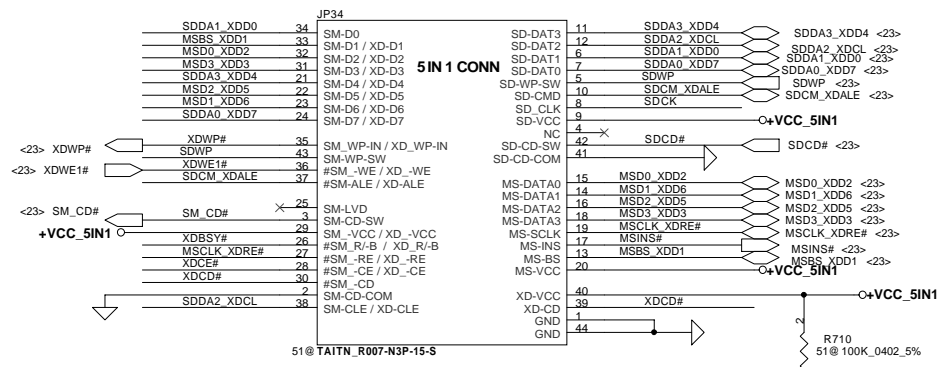 JP34
SDDA1_XDD0 34 SM-D0
MSBS_XDD1 33 SM-D1 / XD-D1
MSD0_XDD2 32 SM-D2 / XD-D2
MSD3_XDD3 31 SM-D3 / XD-D3
SDDA3_XDD4 21 SM-D4 / XD-D4
MSD2_XDD5 22 SM-D5 / XD-D5
MSD1_XDD6 23 SM-D6 / XD-D6
SDDA0_XDD7 24 SM-D7 / XD-D7
<23> XDWP# XDWP# 35 SM_WP-IN / XD_WP-IN
SDWP 43 SM-WP-SW
<23> XDWE1# XDWE1# 36 #SM_-WE / XD_-WE
SDCM_XDALE 37 #SM-ALE / XD-ALE
25 SM-LVD
<23> SM_CD# SM_CD# 3 SM-CD-SW
+VCC_5IN1 29 SM_-VCC / XD_-VCC
XDBSY# 26 #SM_R/-B / XD_R/-B
MSCLK_XDRE# 27 #SM_-RE / XD_-RE
XDCE# 28 #SM_-CE / XD_-CE
XDCD# 30 #SM_-CD
2 SM-CD-COM
SDDA2_XDCL 38 SM-CLE / XD-CLE
5 IN 1 CONN
SD-DAT3 11 SDDA3_XDD4 SDDA3_XDD4 <23>
SD-DAT2 12 SDDA2_XDCL SDDA2_XDCL <23>
SD-DAT1 6 SDDA1_XDD0 SDDA1_XDD0 <23>
SD-DAT0 7 SDDA0_XDD7 SDDA0_XDD7 <23>
SD-WP-SW 5 SDWP SDWP <23>
SD-CMD 10 SDCM_XDALE SDCM_XDALE <23>
SD_CLK 8 SDCK
SD-VCC 9 +VCC_5IN1
NC 4
SD-CD-SW 42 SDCD# SDCD# <23>
SD-CD-COM 41
MS-DATA0 15 MSD0_XDD2 MSD0_XDD2 <23>
MS-DATA1 14 MSD1_XDD6 MSD1_XDD6 <23>
MS-DATA2 16 MSD2_XDD5 MSD2_XDD5 <23>
MS-DATA3 18 MSD3_XDD3 MSD3_XDD3 <23>
MS-SCLK 19 MSCLK_XDRE# MSCLK_XDRE# <23>
MS-INS 17 MSINS# MSINS# <23>
MS-BS 13 MSBS_XDD1 MSBS_XDD1 <23>
MS-VCC 20 +VCC_5IN1
XD-VCC 40 +VCC_5IN1
XD-CD 39 XDCD#
GND 1
GND 44
51@ TAITN_R007-N3P-15-S
2
R710
51@ 100K_0402_5%